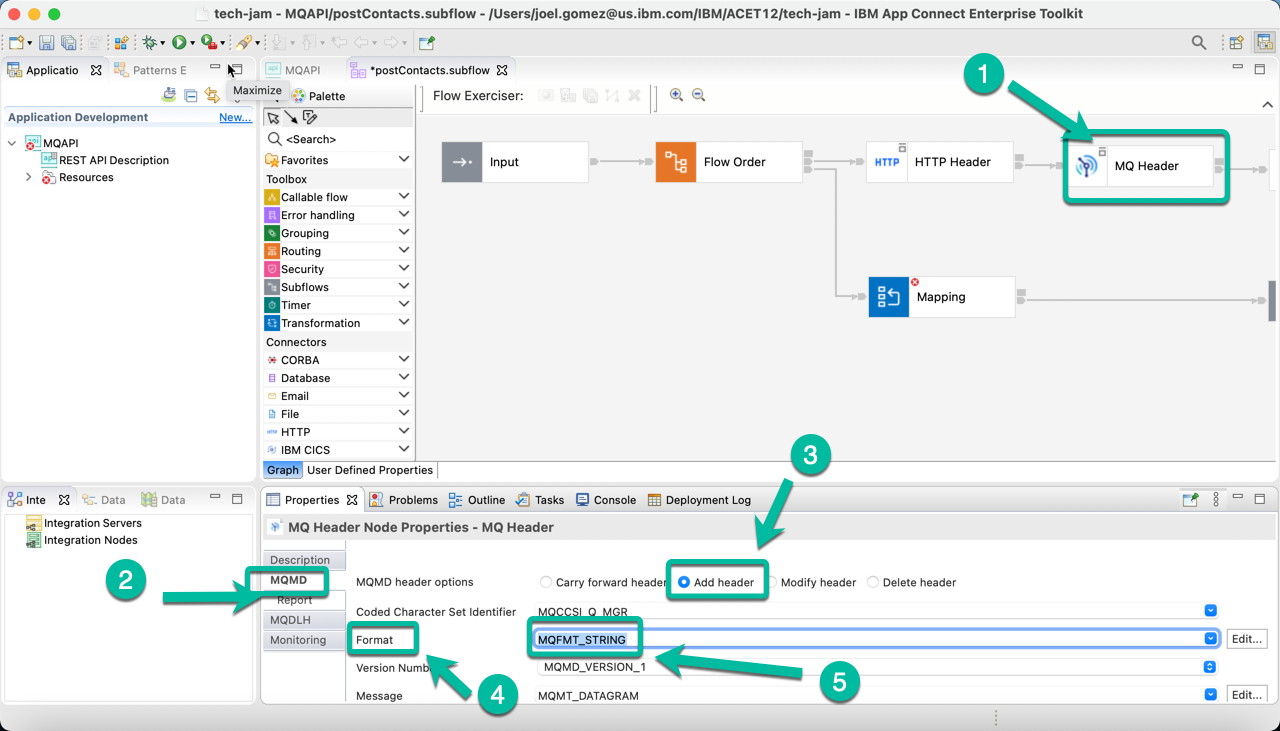 tech-jam - MQAPI/postContacts.subflow - /Users/joel.gomez@us.ibm.com/IBM/ACET12/tech-jam - IBM App Connect Enterprise Toolkit
Applicatio
Patterns E
Maximize
Application Development
New...
MQAPI
REST API Description
Resources
MQAPI
*postContacts.subflow
Palette
<Search>
Favorites
Toolbox
Callable flow
Error handling
Grouping
Routing
Security
Subflows
Timer
Transformation
Connectors
CORBA
Database
Email
File
HTTP
IBM CICS
Flow Exerciser:
1
Input
Flow Order
HTTP
HTTP Header
MQ Header
Mapping
Graph
User Defined Properties
3
Inte
Data
Data
Integration Servers
Integration Nodes
2
Properties
Problems
Outline
Tasks
Console
Deployment Log
MQ Header Node Properties - MQ Header
Description
MQMD
Report
MQDLH
Monitoring
MQMD header options
Carry forward header
Add header
Modify header
Delete header
Coded Character Set Identifier
MQCCSI_Q_MGR
Format
MQFMT_STRING
Edit...
Version Numb
MQMD_VERSION_1
Message
MQMT_DATAGRAM
Edit...
4
5